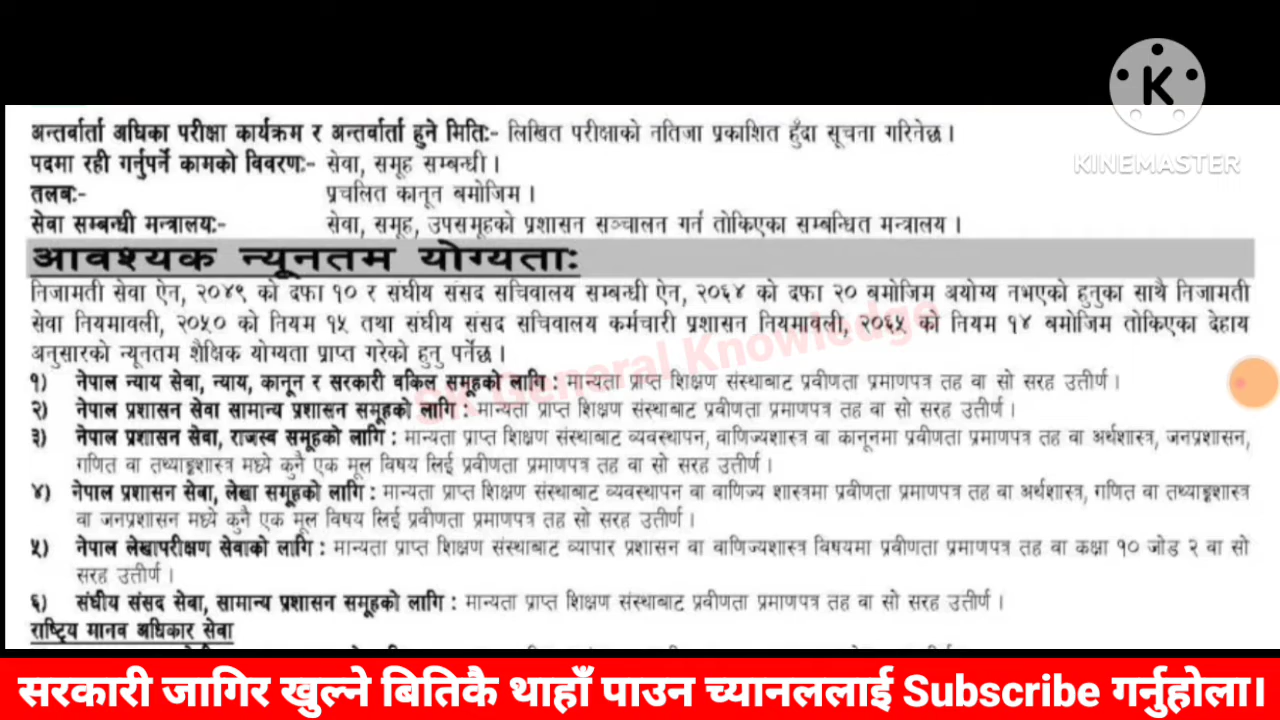 KINEMASTER
अन्तर्वार्ता अघिका परीक्षा कार्यक्रम र अन्तर्वार्ता हुने मितिः- लिखित परीक्षाको नतिजा प्रकाशित हुँदा सूचना गरिनेछ ।
पदमा रही गर्नुपर्ने कामको विवरणः- सेवा, समूह सम्बन्धी ।
तलबः- प्रचलित कानून बमोजिम ।
सेवा सम्बन्धी मन्त्रालयः- सेवा, समूह, उपसमूहको प्रशासन सञ्चालन गर्न तोकिएका सम्बन्धित मन्त्रालय ।
आवश्यक न्यूनतम योग्यताः
निजामती सेवा ऐन, २०४९ को दफा १० र संघीय संसद सचिवालय सम्बन्धी ऐन, २०६४ को दफा २० बमोजिम अयोग्य नभएको हुनुका साथै निजामती
सेवा नियमावली, २०५० को नियम १५ तथा संघीय संसद सचिवालय कर्मचारी प्रशासन नियमावली, २०६५ को नियम १४ बमोजिम तोकिएका देहाय
अनुसारको न्यूनतम शैक्षिक योग्यता प्राप्त गरेको हुनु पर्नेछ ।
SK General Knowledge
१) नेपाल न्याय सेवा, न्याय, कानून र सरकारी वकिल समूहको लागि : मान्यता प्राप्त शिक्षण संस्थाबाट प्रवीणता प्रमाणपत्र तह वा सो सरह उत्तीर्ण ।
२) नेपाल प्रशासन सेवा सामान्य प्रशासन समूहको लागि : मान्यता प्राप्त शिक्षण संस्थाबाट प्रवीणता प्रमाणपत्र तह वा सो सरह उत्तीर्ण ।
३) नेपाल प्रशासन सेवा, राजस्व समूहको लागि : मान्यता प्राप्त शिक्षण संस्थाबाट व्यवस्थापन, वाणिज्यशास्त्र वा कानूनमा प्रवीणता प्रमाणपत्र तह वा अर्थशास्त्र, जनप्रशासन,
गणित वा तथ्याङ्कशास्त्र मध्ये कुनै एक मूल विषय लिई प्रवीणता प्रमाणपत्र तह वा सो सरह उत्तीर्ण ।
४) नेपाल प्रशासन सेवा, लेखा समूहको लागि : मान्यता प्राप्त शिक्षण संस्थाबाट व्यवस्थापन वा वाणिज्य शास्त्रमा प्रवीणता प्रमाणपत्र तह वा अर्थशास्त्र, गणित वा तथ्याङ्कशास्त्र
वा जनप्रशासन मध्ये कुनै एक मूल विषय लिई प्रवीणता प्रमाणपत्र तह सो सरह उत्तीर्ण ।
५) नेपाल लेखापरीक्षण सेवाको लागि : मान्यता प्राप्त शिक्षण संस्थाबाट व्यापार प्रशासन वा वाणिज्यशास्त्र विषयमा प्रवीणता प्रमाणपत्र तह वा कक्षा १० जोड २ वा सो
सरह उत्तीर्ण ।
६) संघीय संसद सेवा, सामान्य प्रशासन समूहको लागि : मान्यता प्राप्त शिक्षण संस्थाबाट प्रवीणता प्रमाणपत्र तह वा सो सरह उत्तीर्ण ।
राष्ट्रिय मानव अधिकार सेवा
सरकारी जागिर खुल्ने बितिकै थाहाँ पाउन च्यानललाई Subscribe गर्नुहोला।